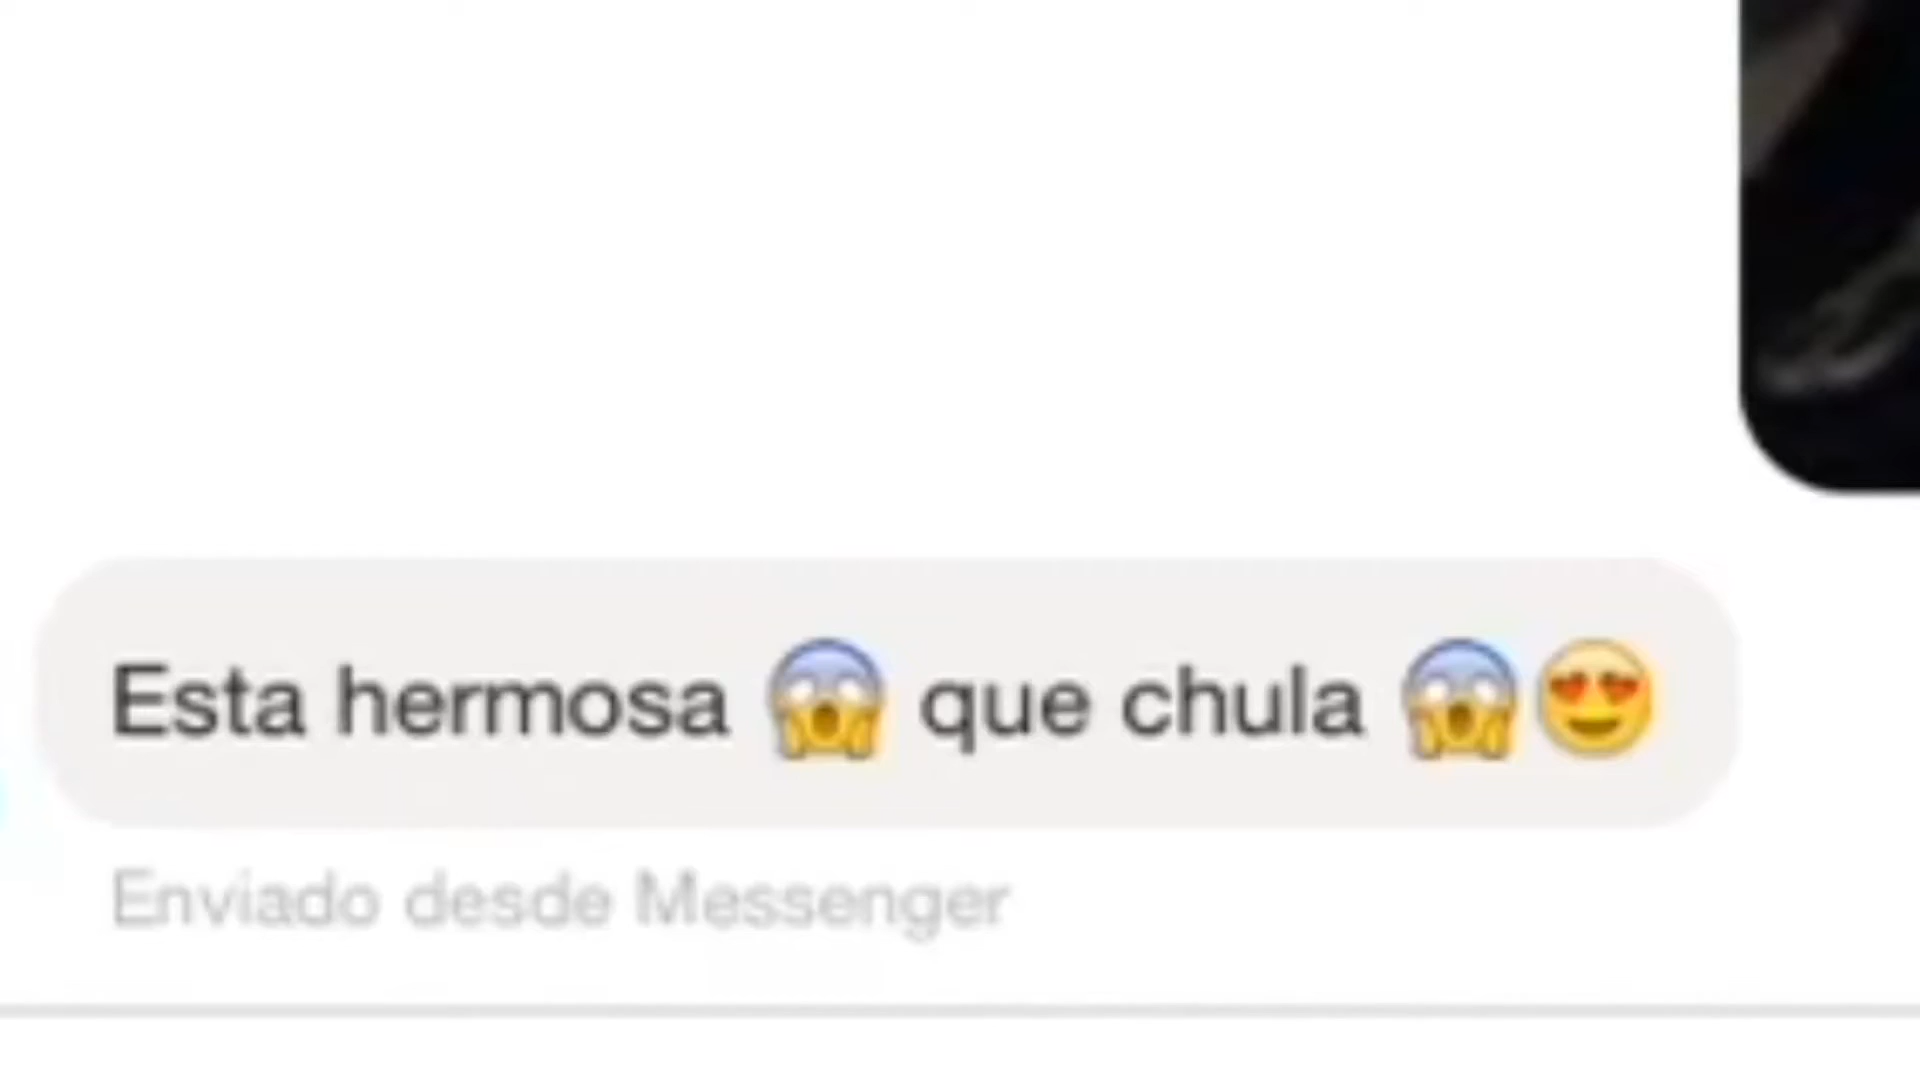 Esta hermosa 😱 que chula 😱😍
Enviado desde Messenger